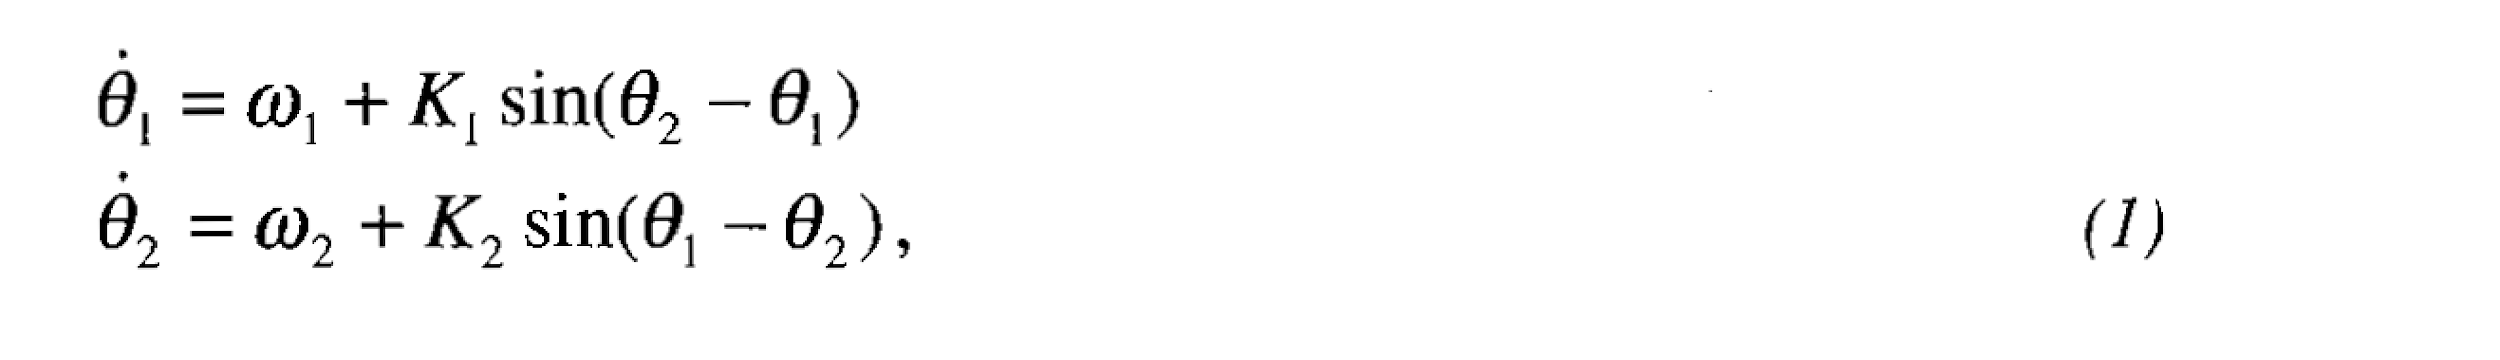 θ̇₁ = ω₁ + K₁ sin(θ₂ − θ₁)
θ̇₂ = ω₂ + K₂ sin(θ₁ − θ₂), (1)